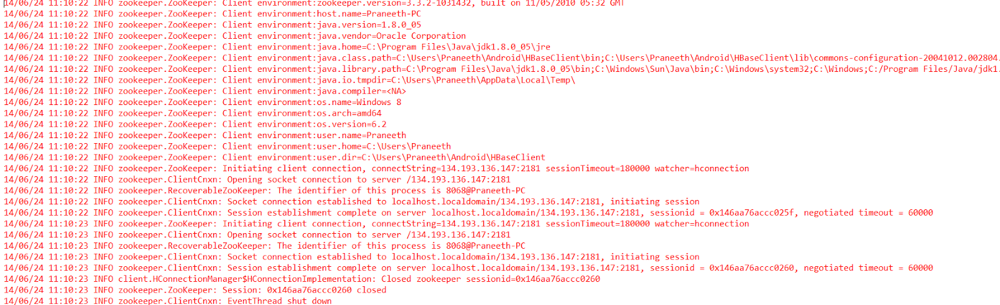 14/06/24 11:10:22 INFO zookeeper.ZooKeeper: Client environment:zookeeper.version=3.3.2-1031432, built on 11/05/2010 05:32 GMT
14/06/24 11:10:22 INFO zookeeper.ZooKeeper: Client environment:host.name=Praneeth-PC
14/06/24 11:10:22 INFO zookeeper.ZooKeeper: Client environment:java.version=1.8.0_05
14/06/24 11:10:22 INFO zookeeper.ZooKeeper: Client environment:java.vendor=Oracle Corporation
14/06/24 11:10:22 INFO zookeeper.ZooKeeper: Client environment:java.home=C:\Program Files\Java\jdk1.8.0_05\jre
14/06/24 11:10:22 INFO zookeeper.ZooKeeper: Client environment:java.class.path=C:\Users\Praneeth\Android\HBaseClient\bin;C:\Users\Praneeth\Android\HBaseClient\lib\commons-configuration-20041012.002804.
14/06/24 11:10:22 INFO zookeeper.ZooKeeper: Client environment:java.library.path=C:\Program Files\Java\jdk1.8.0_05\bin;C:\Windows\Sun\Java\bin;C:\Windows\system32;C:\Windows;C:/Program Files/Java/jdk1.
14/06/24 11:10:22 INFO zookeeper.ZooKeeper: Client environment:java.io.tmpdir=C:\Users\Praneeth\AppData\Local\Temp\
14/06/24 11:10:22 INFO zookeeper.ZooKeeper: Client environment:java.compiler=<NA>
14/06/24 11:10:22 INFO zookeeper.ZooKeeper: Client environment:os.name=Windows 8
14/06/24 11:10:22 INFO zookeeper.ZooKeeper: Client environment:os.arch=amd64
14/06/24 11:10:22 INFO zookeeper.ZooKeeper: Client environment:os.version=6.2
14/06/24 11:10:22 INFO zookeeper.ZooKeeper: Client environment:user.name=Praneeth
14/06/24 11:10:22 INFO zookeeper.ZooKeeper: Client environment:user.home=C:\Users\Praneeth
14/06/24 11:10:22 INFO zookeeper.ZooKeeper: Client environment:user.dir=C:\Users\Praneeth\Android\HBaseClient
14/06/24 11:10:22 INFO zookeeper.ZooKeeper: Initiating client connection, connectString=134.193.136.147:2181 sessionTimeout=180000 watcher=hconnection
14/06/24 11:10:22 INFO zookeeper.ClientCnxn: Opening socket connection to server /134.193.136.147:2181
14/06/24 11:10:22 INFO zookeeper.RecoverableZooKeeper: The identifier of this process is 8068@Praneeth-PC
14/06/24 11:10:22 INFO zookeeper.ClientCnxn: Socket connection established to localhost.localdomain/134.193.136.147:2181, initiating session
14/06/24 11:10:22 INFO zookeeper.ClientCnxn: Session establishment complete on server localhost.localdomain/134.193.136.147:2181, sessionid = 0x146aa76accc025f, negotiated timeout = 60000
14/06/24 11:10:23 INFO zookeeper.ZooKeeper: Initiating client connection, connectString=134.193.136.147:2181 sessionTimeout=180000 watcher=hconnection
14/06/24 11:10:23 INFO zookeeper.ClientCnxn: Opening socket connection to server /134.193.136.147:2181
14/06/24 11:10:23 INFO zookeeper.RecoverableZooKeeper: The identifier of this process is 8068@Praneeth-PC
14/06/24 11:10:23 INFO zookeeper.ClientCnxn: Socket connection established to localhost.localdomain/134.193.136.147:2181, initiating session
14/06/24 11:10:23 INFO zookeeper.ClientCnxn: Session establishment complete on server localhost.localdomain/134.193.136.147:2181, sessionid = 0x146aa76accc0260, negotiated timeout = 60000
14/06/24 11:10:23 INFO client.HConnectionManager$HConnectionImplementation: Closed zookeeper sessionid=0x146aa76accc0260
14/06/24 11:10:23 INFO zookeeper.ZooKeeper: Session: 0x146aa76accc0260 closed
14/06/24 11:10:23 INFO zookeeper.ClientCnxn: EventThread shut down